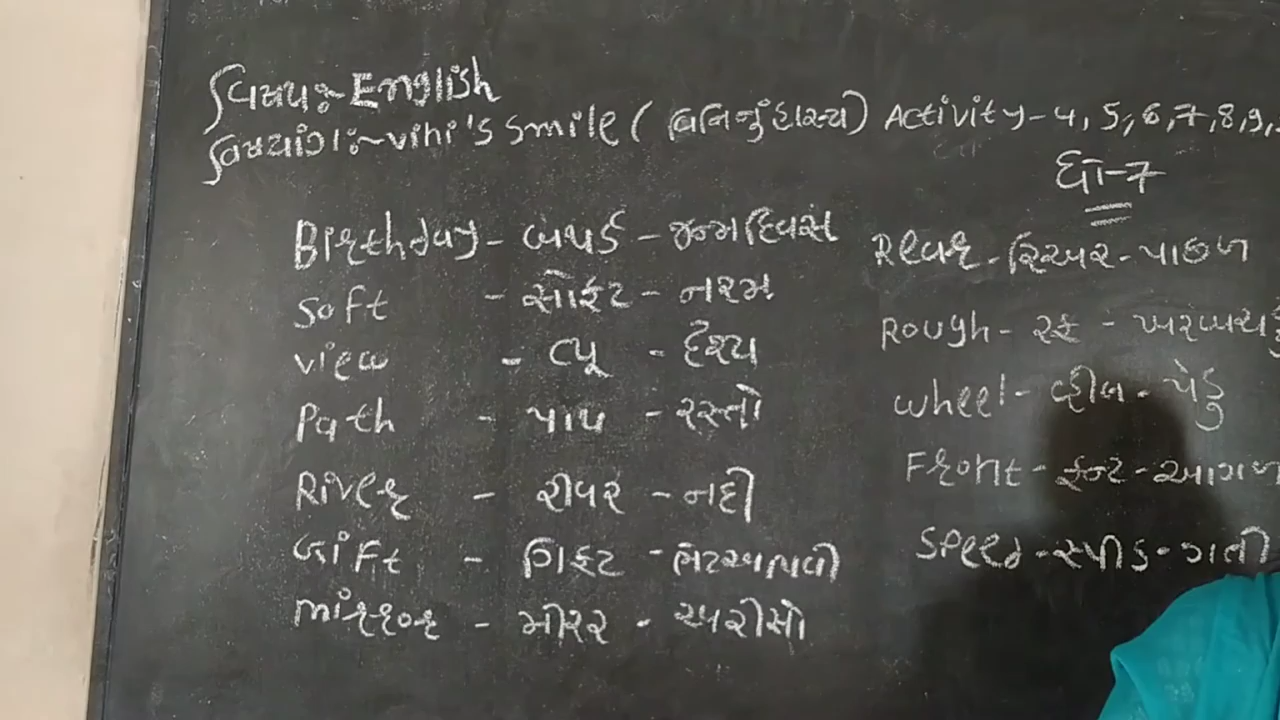 વિષય:- English
વિષયાંગ:- vihi's smile ( વિહિનું હાસ્ય) Activity - 4, 5, 6, 7, 8, 9,
ધો-7
Birthday - બર્થડે - જન્મદિવસ
soft - સોફ્ટ - નરમ
view - વ્યૂ - દ્રશ્ય
Path - પાથ - રસ્તો
River - રીવર - નદી
Gift - ગિફ્ટ - ભેટ આપવી
mirror - મીરર - અરીસો
Rear - રિઅર - પાછળ
Rough - રફ -
wheel - વ્હીલ - પૈડુ
Front - ફ્રન્ટ - આગળ
Speed - સ્પીડ - ગતી